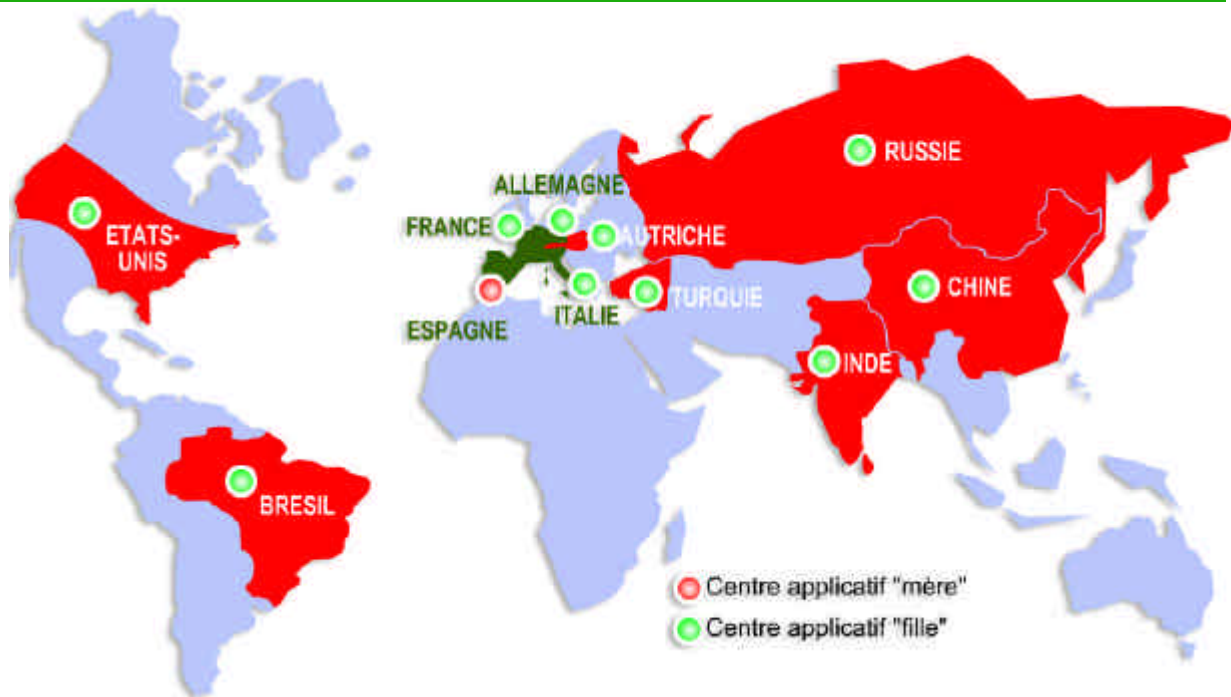 RUSSIE
ALLEMAGNE
FRANCE
AUTRICHE
ETATS-
UNIS
CHINE
TURQUIE
ITALIE
ESPAGNE
INDE
BRESIL
Centre applicatif "mère"
Centre applicatif "fille"